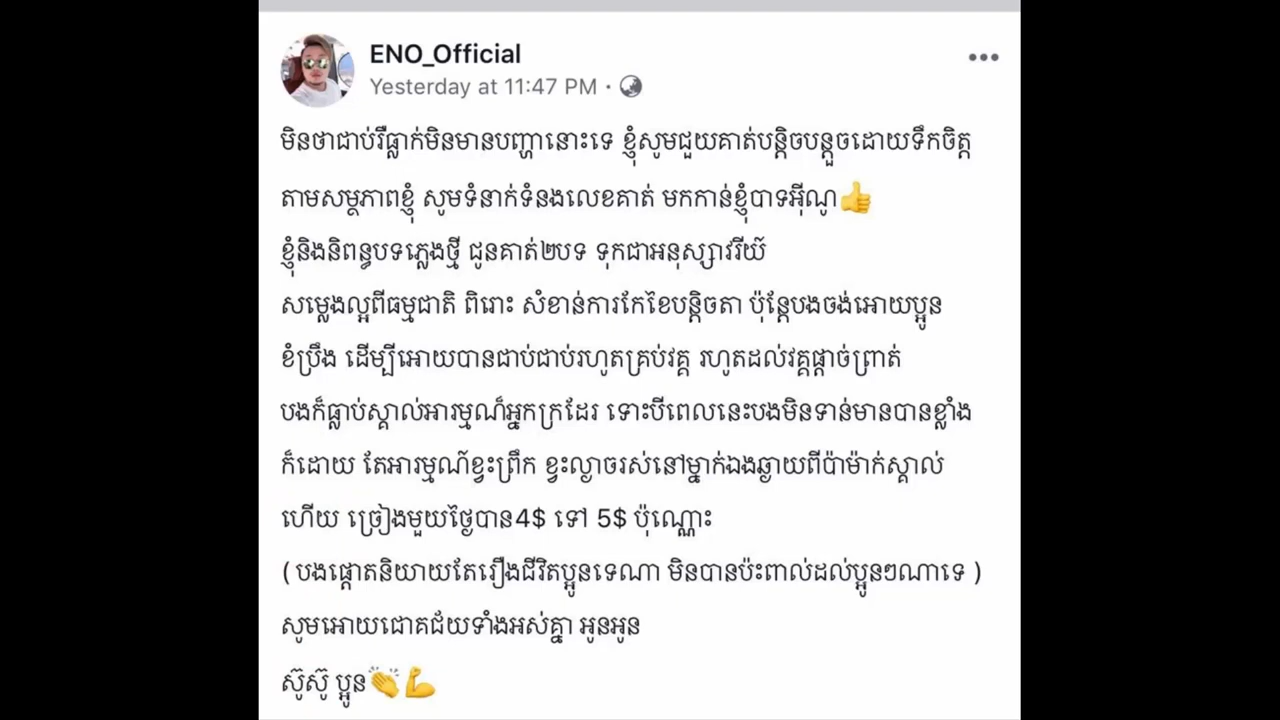 ENO_Official
Yesterday at 11:47 PM
មិនថាជាប់រឺធ្លាក់មិនមានបញ្ហានោះទេ ខ្ញុំសូមជួយគាត់បន្តិចបន្តួចដោយទឹកចិត្ត
តាមសម្ថភាពខ្ញុំ សូមទំនាក់ទំនងលេខគាត់ មកកាន់ខ្ញុំបាទអុីណូ👍
ខ្ញុំនិងនិពន្ធបទភ្លេងថ្មី ជូនគាត់២បទ ទុកជាអនុស្សាវរីយ៍
សម្លេងល្អពីធម្មជាតិ ពិរោះ សំខាន់ការកែខៃបន្តិចតា ប៉ុន្តែបងចង់អោយប្អូន
ខំប្រឹង ដើម្បីអោយបានជាប់ជាប់រហូតគ្រប់វគ្គ រហូតដល់វគ្គផ្តាច់ព្រាត់
បងក៏ធ្លាប់ស្គាល់អារម្មណ៏អ្នកក្រដែរ ទោះបីពេលនេះបងមិនទាន់មានបានខ្លាំង
ក៏ដោយ តែអារម្មណ៍ខ្វះព្រឹក ខ្វះល្ងាចរស់នៅម្នាក់ឯងឆ្ងាយពីប៉ាម៉ាក់ស្គាល់
ហើយ ច្រៀងមួយថ្ងៃបាន4$ ទៅ 5$ ប៉ុណ្ណោះ
( បងផ្តោតនិយាយតែរឿងជីវិតប្អូនទេណា មិនបានប៉ះពាល់ដល់ប្អូនៗណាទេ )
សូមអោយជោគជ័យទាំងអស់គ្នា អូនអូន
ស៊ូស៊ូ ប្អូន👏💪